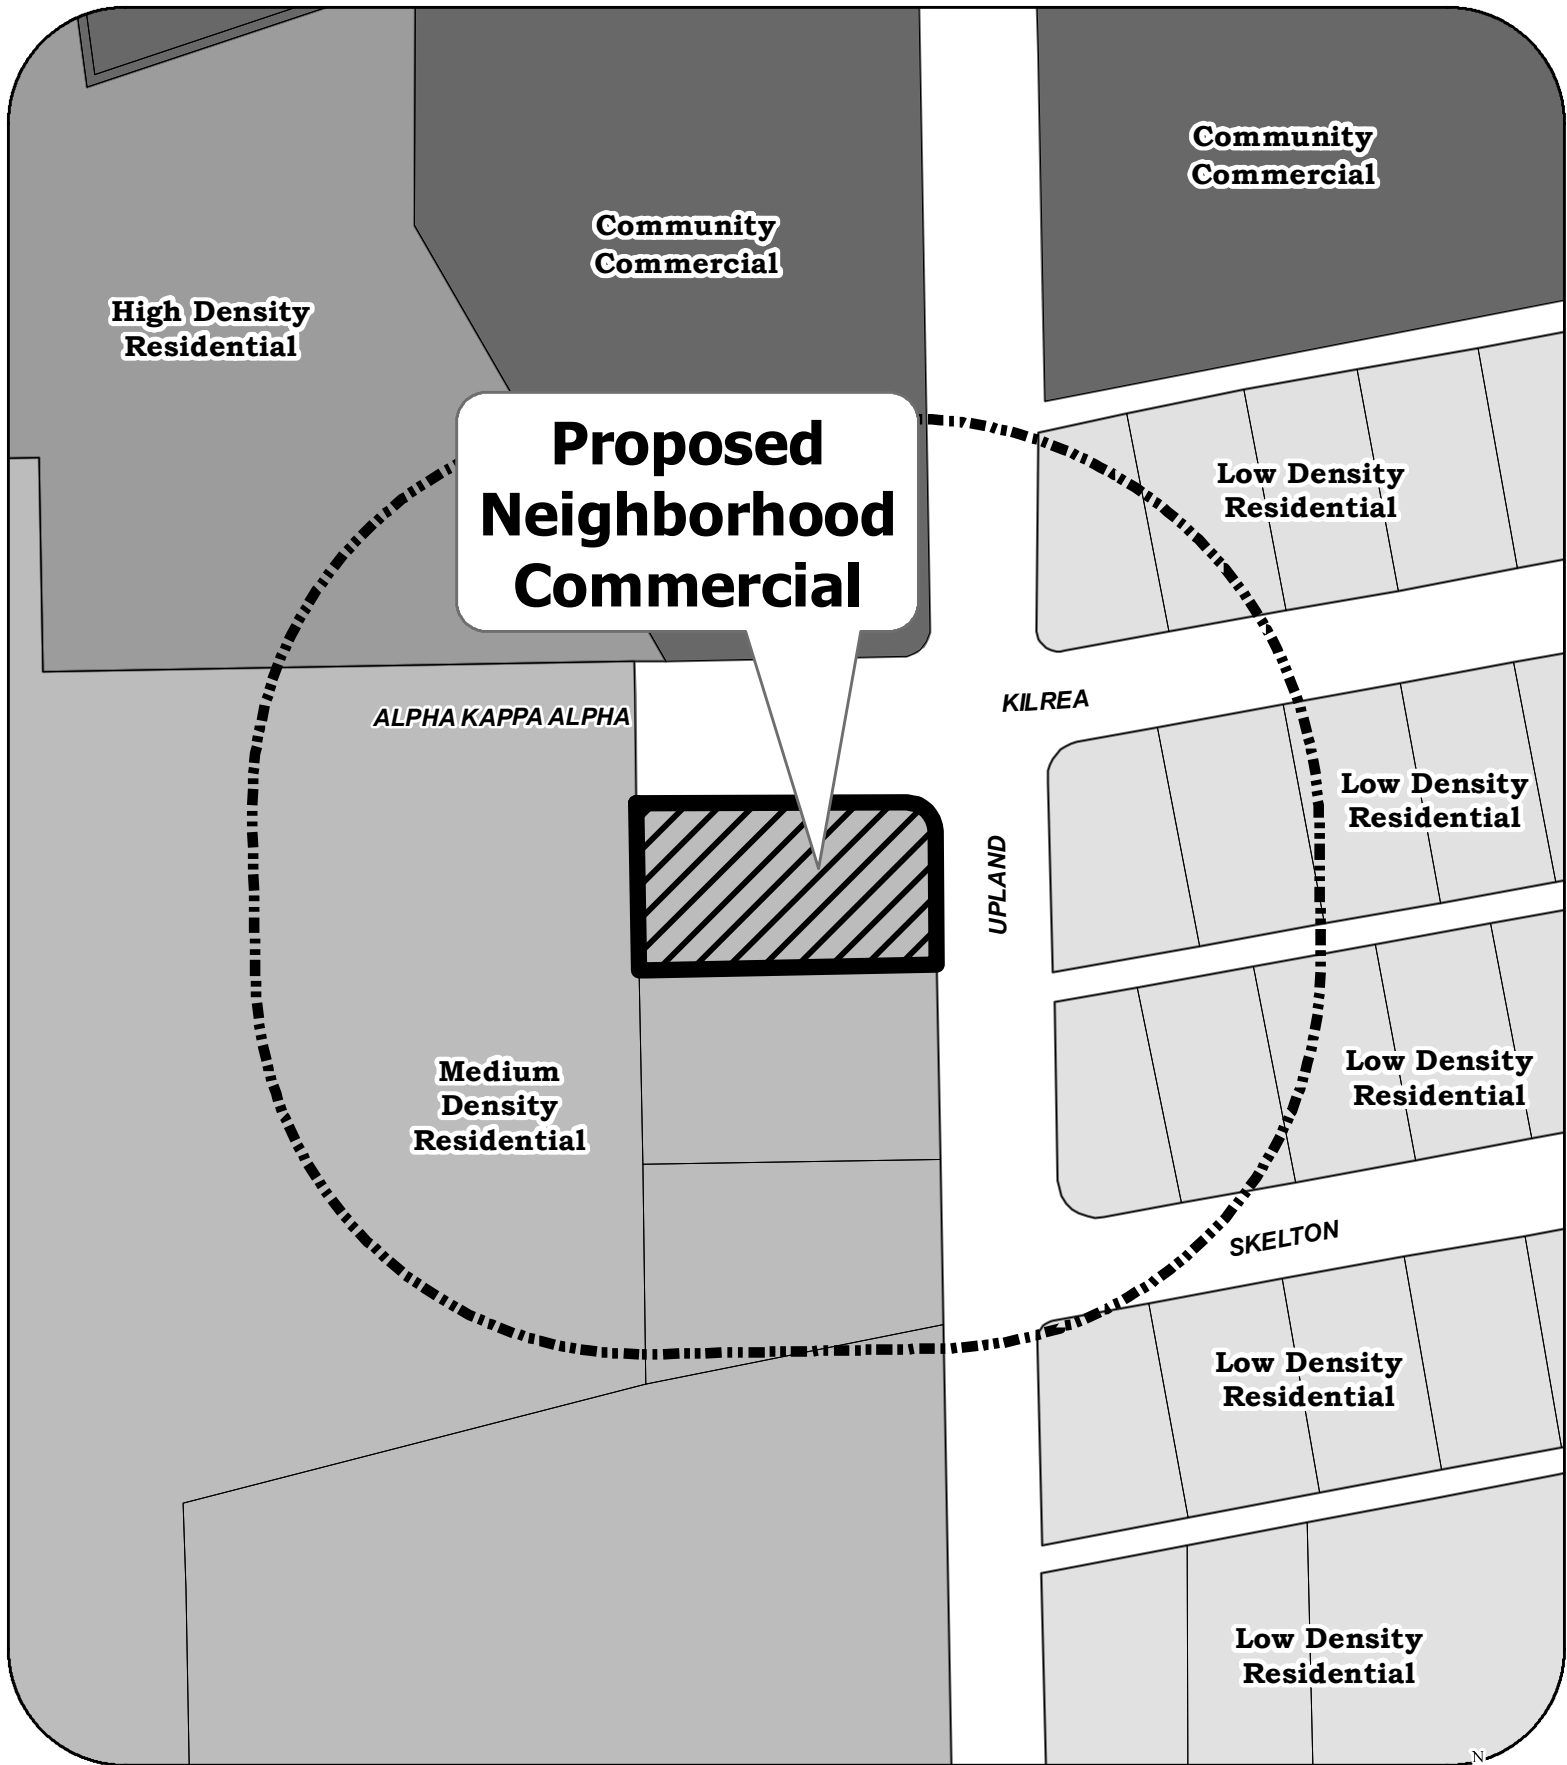 Community
Commercial
Community
Commercial
High Density
Residential
Proposed
Neighborhood
Commercial
Low Density
Residential
ALPHA KAPPA ALPHA
KILREA
Low Density
Residential
UPLAND
Medium
Density
Residential
Low Density
Residential
SKELTON
Low Density
Residential
Low Density
Residential
N